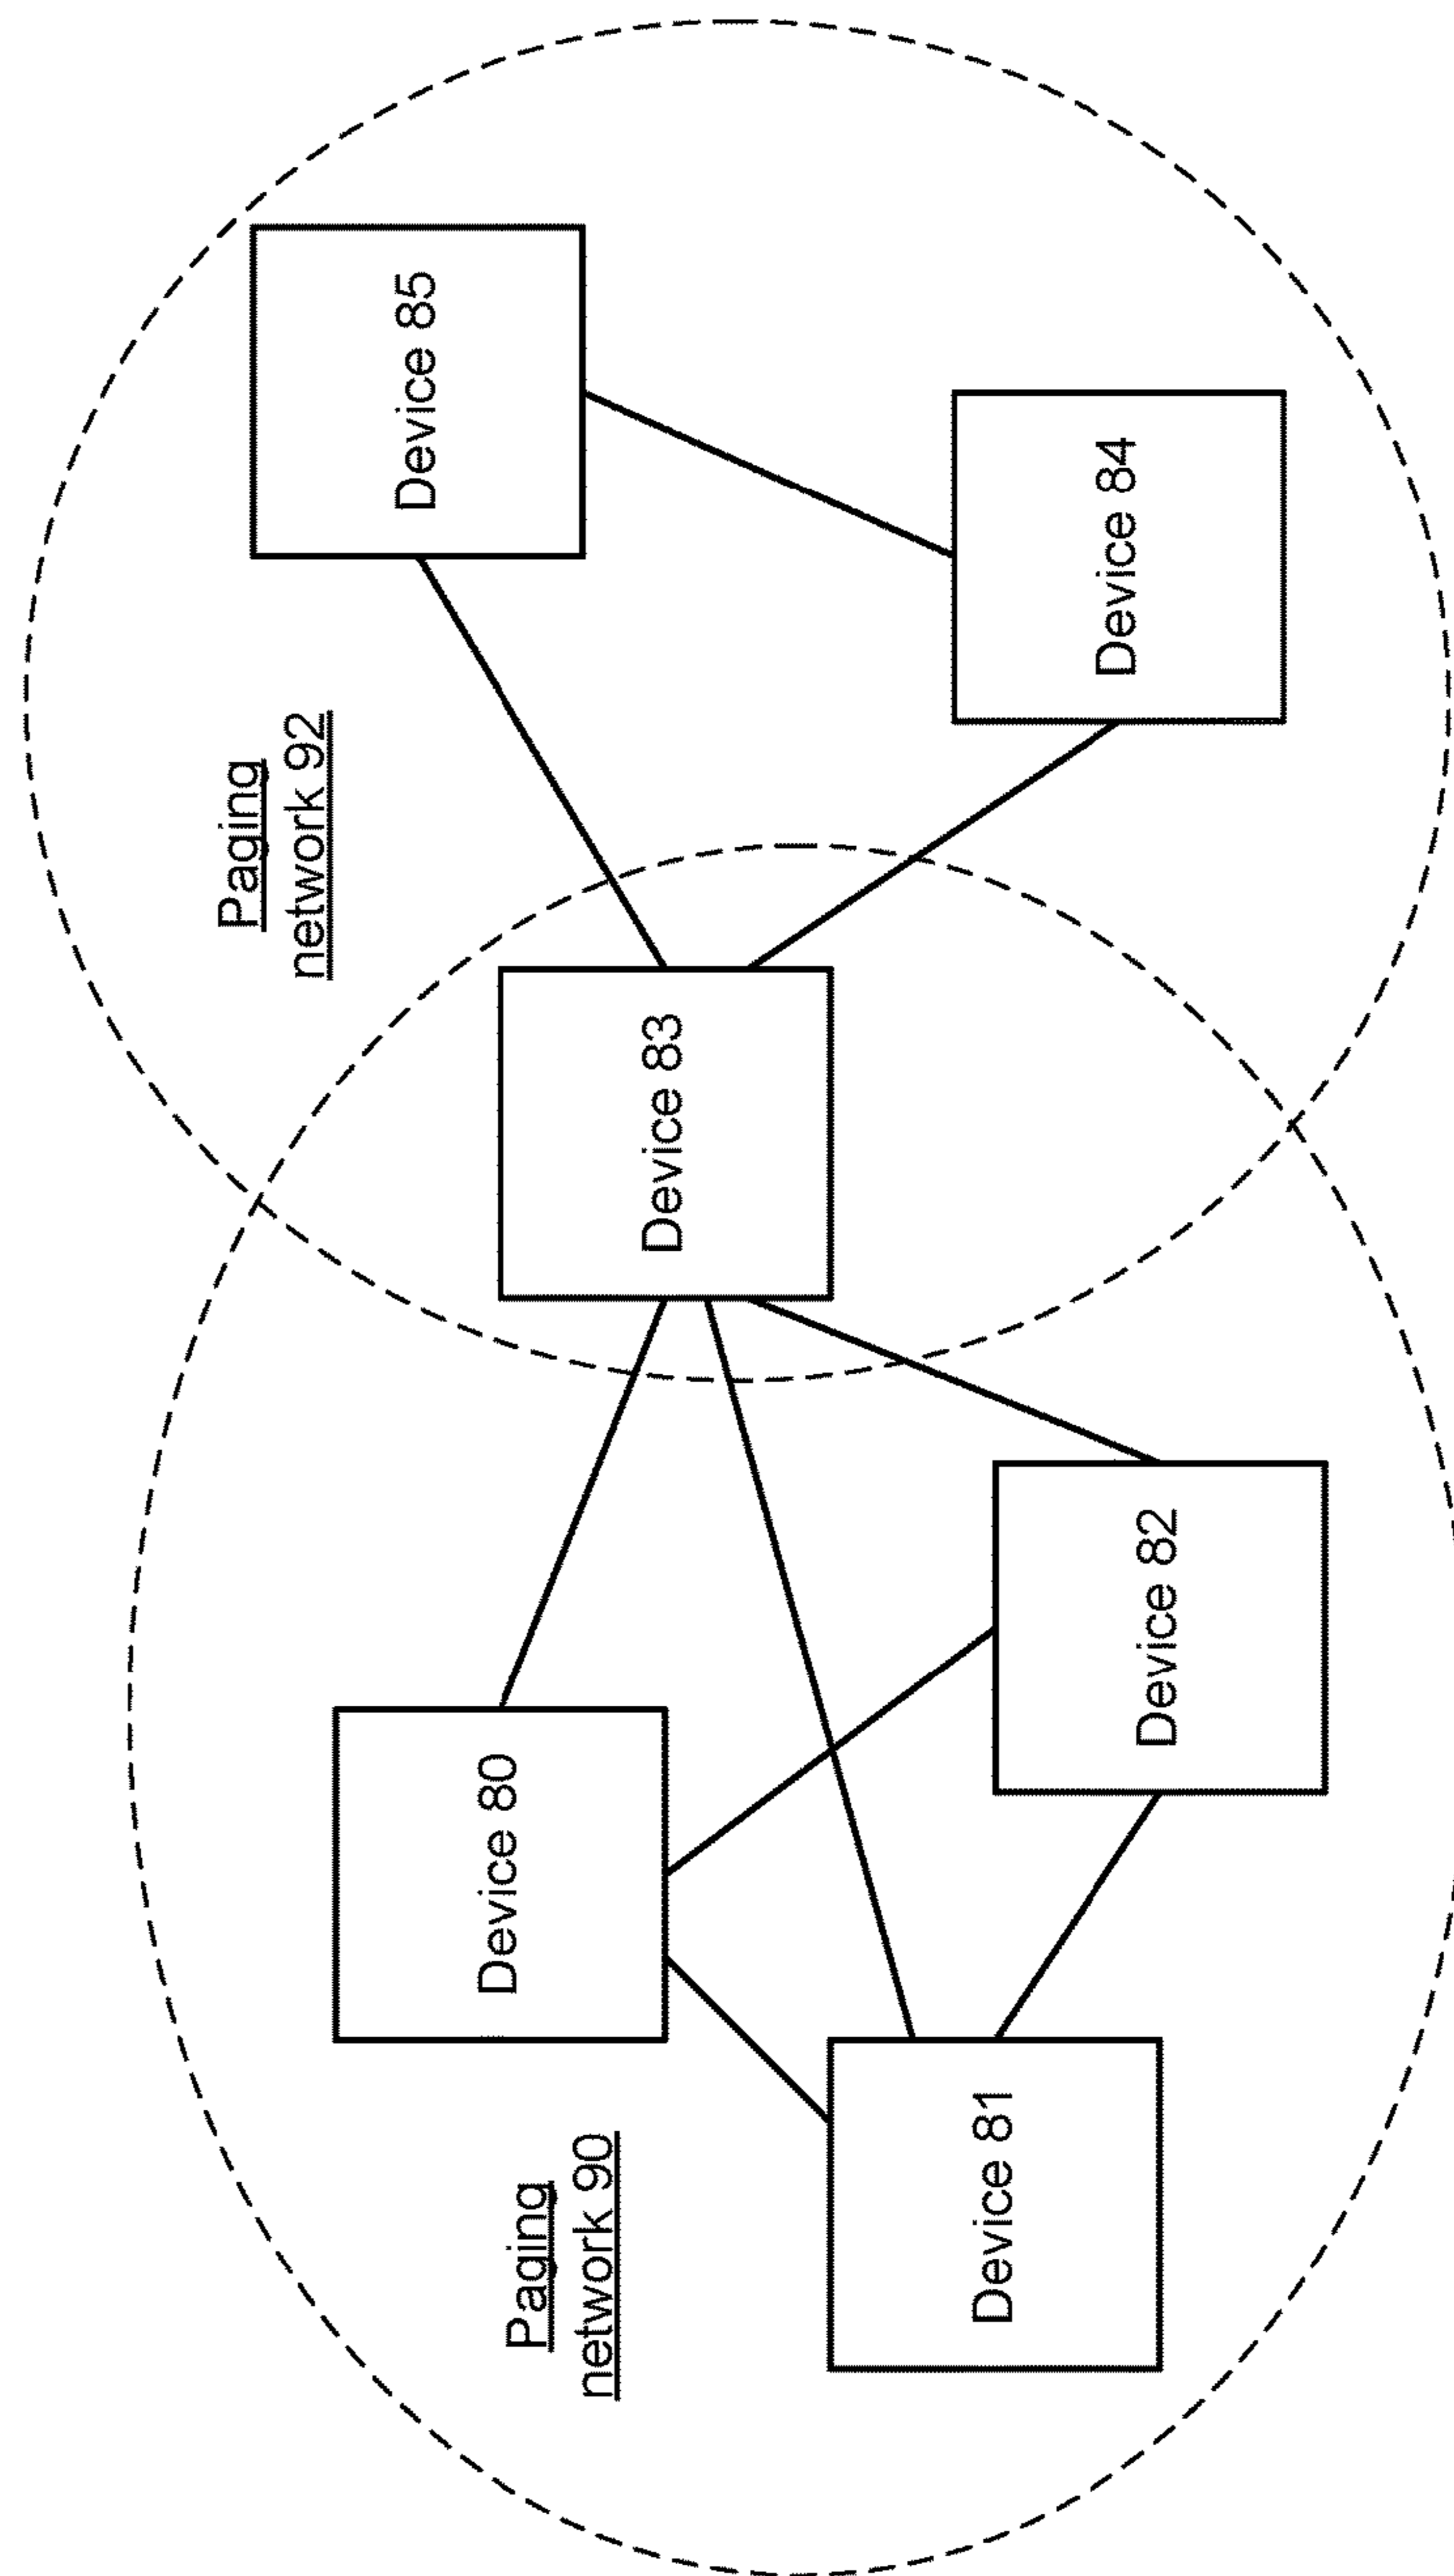 Paging
network 90
Device 80
Device 81
Device 82
Device 83
Paging
network 92
Device 85
Device 84